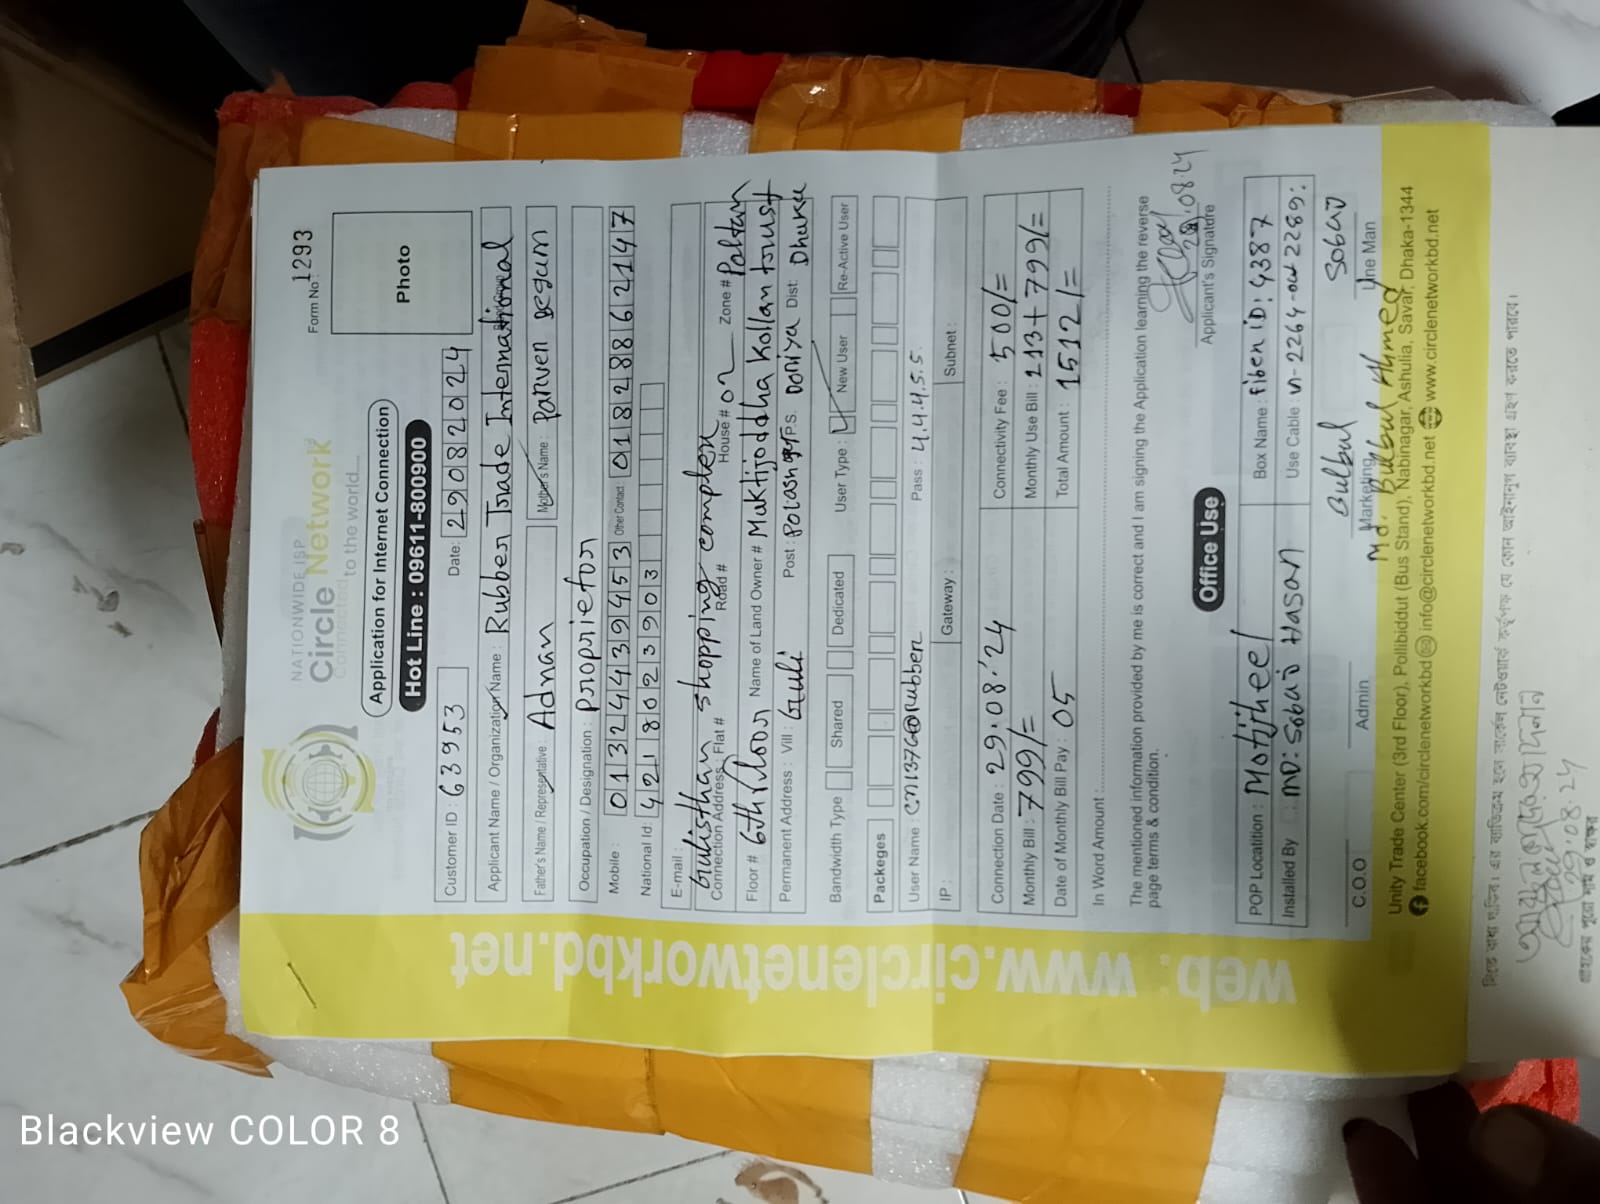 NATIONWIDE ISP
Circle Network
Connected to the world....
Form No: 1293
Photo
Application for Internet Connection
Hot Line : 09611-800900
Customer ID : 63953
Date: 29082024
Applicant Name / Organization Name : Rubber Trade International
Father's Name / Representative : Adnan
Mother's Name : Parven Begum
Occupation / Designation : proprietor
Mobile : 01324439453 Other Contact : 01828862147
National Id: 4218023903
E-mail :
Gulisthan shopping complex
Connection Address : Flat # Road # House # 02 Zone # Paltan
Floor # 6th floor Name of Land Owner # Muktijoddha Kollan torust
Permanent Address : Vill : Guli Post : Polash P.S. Doniya Dist: Dhaka
Bandwidth Type Shared Dedicated User Type : New User Re-Active User
Packeges
User Name : cn1376@rubber Pass : 4.4.4.5.5.
IP : Gateway : Subnet :
Connection Date : 29.08.'24 Connectivity Fee : 500/=
Monthly Bill : 799/= Monthly Use Bill : 213+799/=
Date of Monthly Bill Pay : 05 Total Amount : 1512/=
In Word Amount
The mentioned information provided by me is correct and I am signing the Application learning the reverse
page terms & condition.
29.08.24
Applicant's Signatdre
Office Use
POP Locatition : Motijheel Box Name : fiben iD: 4387
Installed By : MD: Sobuj Hasan Use Cable : in-2264-out 2289:
Bulbul
C.O.O Admin Marketing Line Man
Md. Bulbul Ahmed
Unity Trade Center (3rd Floor), Pollibiddut (Bus Stand), Nabinagar, Ashulia, Savar, Dhaka-1344
facebook.com/circlenetworkbd info@circlenetworkbd.net www.circlenetworkbd.net
web: www.circlenetworkbd.net
29.08.24
Blackview COLOR 8